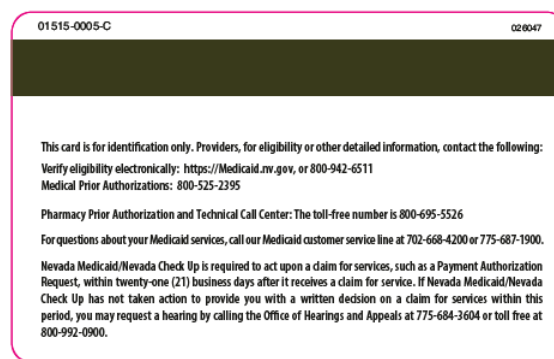 01515-0005-C 026047
This card is for identification only. Providers, for eligibility or other detailed information, contact the following:
Verify eligibility electronically: https://Medicaid.nv.gov, or 800-942-6511
Medical Prior Authorizations: 800-525-2395
Pharmacy Prior Authorization and Technical Call Center: The toll-free number is 800-695-5526
For questions about your Medicaid services, call our Medicaid customer service line at 702-668-4200 or 775-687-1900.
Nevada Medicaid/Nevada Check Up is required to act upon a claim for services, such as a Payment Authorization
Request, within twenty-one (21) business days after it receives a claim for service. If Nevada Medicaid/Nevada
Check Up has not taken action to provide you with a written decision on a claim for services within this
period, you may request a hearing by calling the Office of Hearings and Appeals at 775-684-3604 or toll free at
800-992-0900.